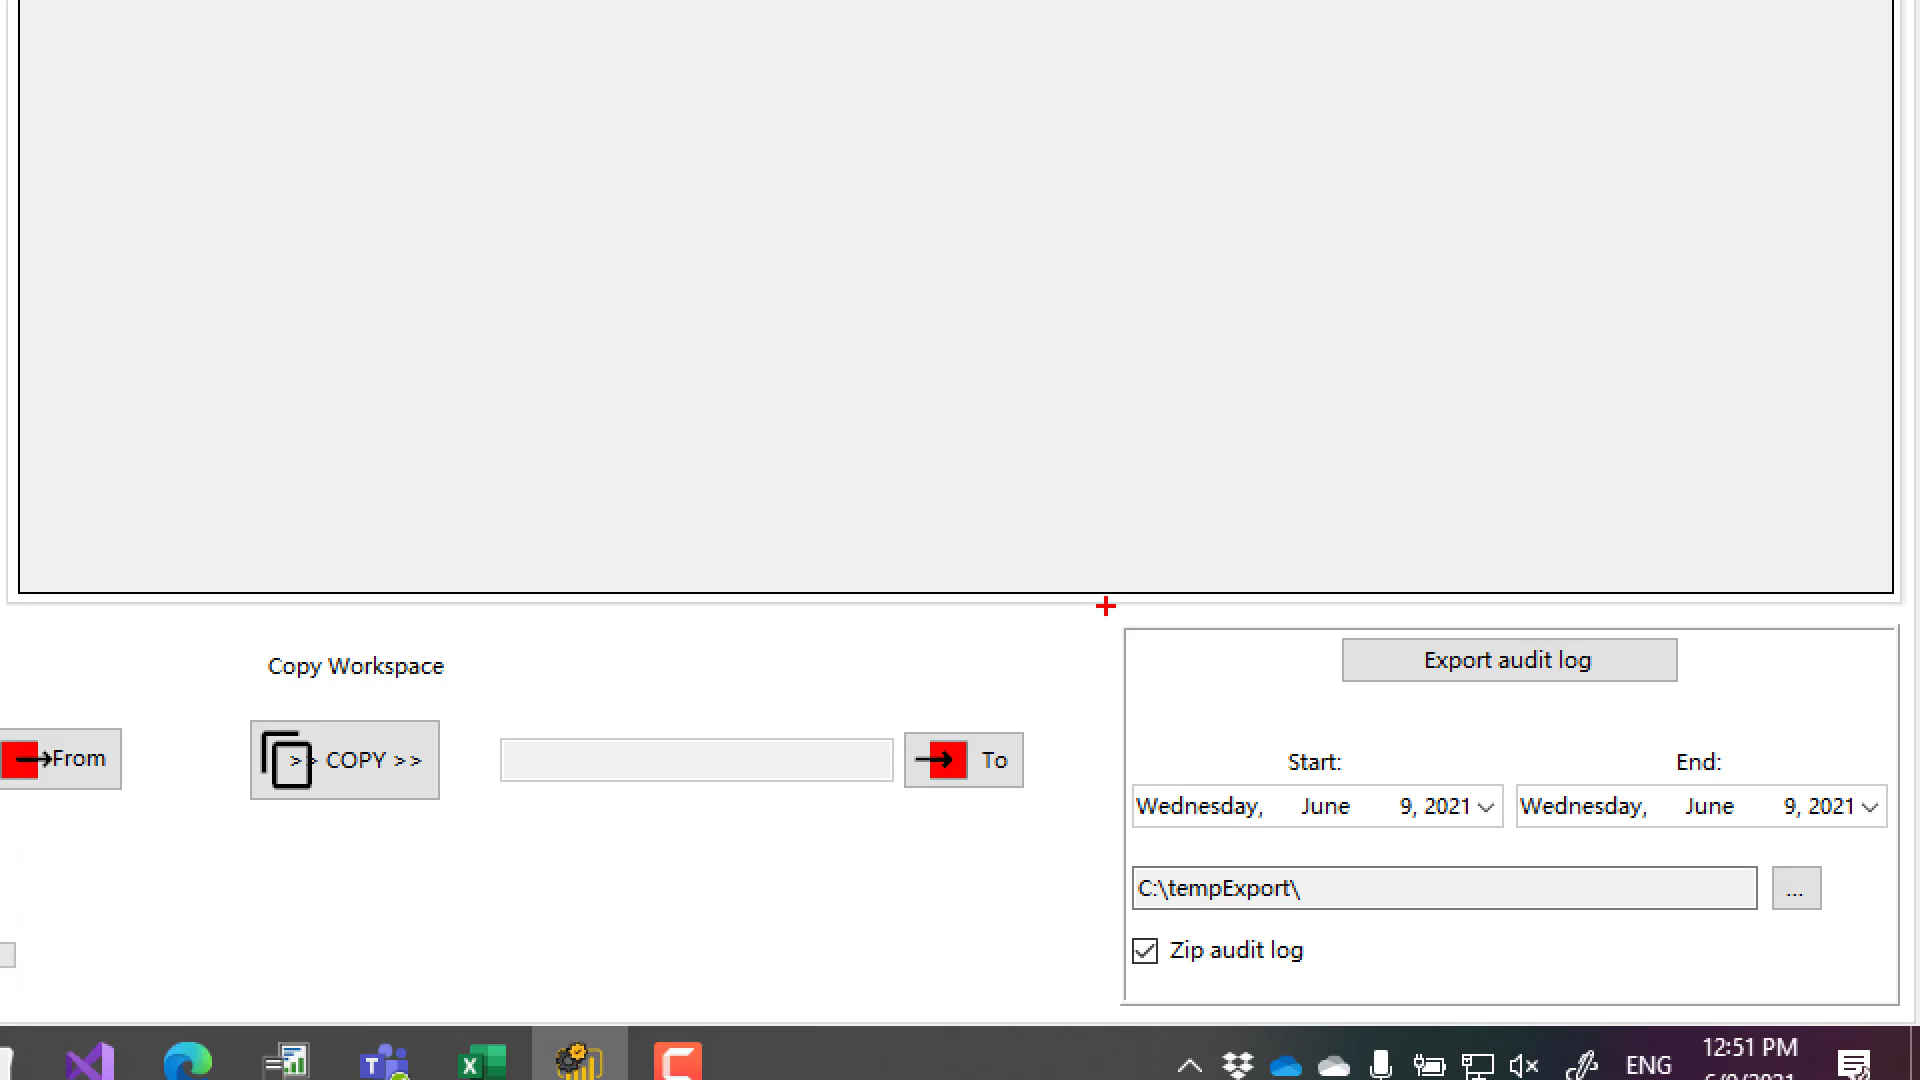 Export audit log
Copy Workspace
From
>> COPY >>
To
Start:
End:
Wednesday, June 9, 2021
Wednesday, June 9, 2021
C:\tempExport\
...
Zip audit log
ENG
12:51 PM